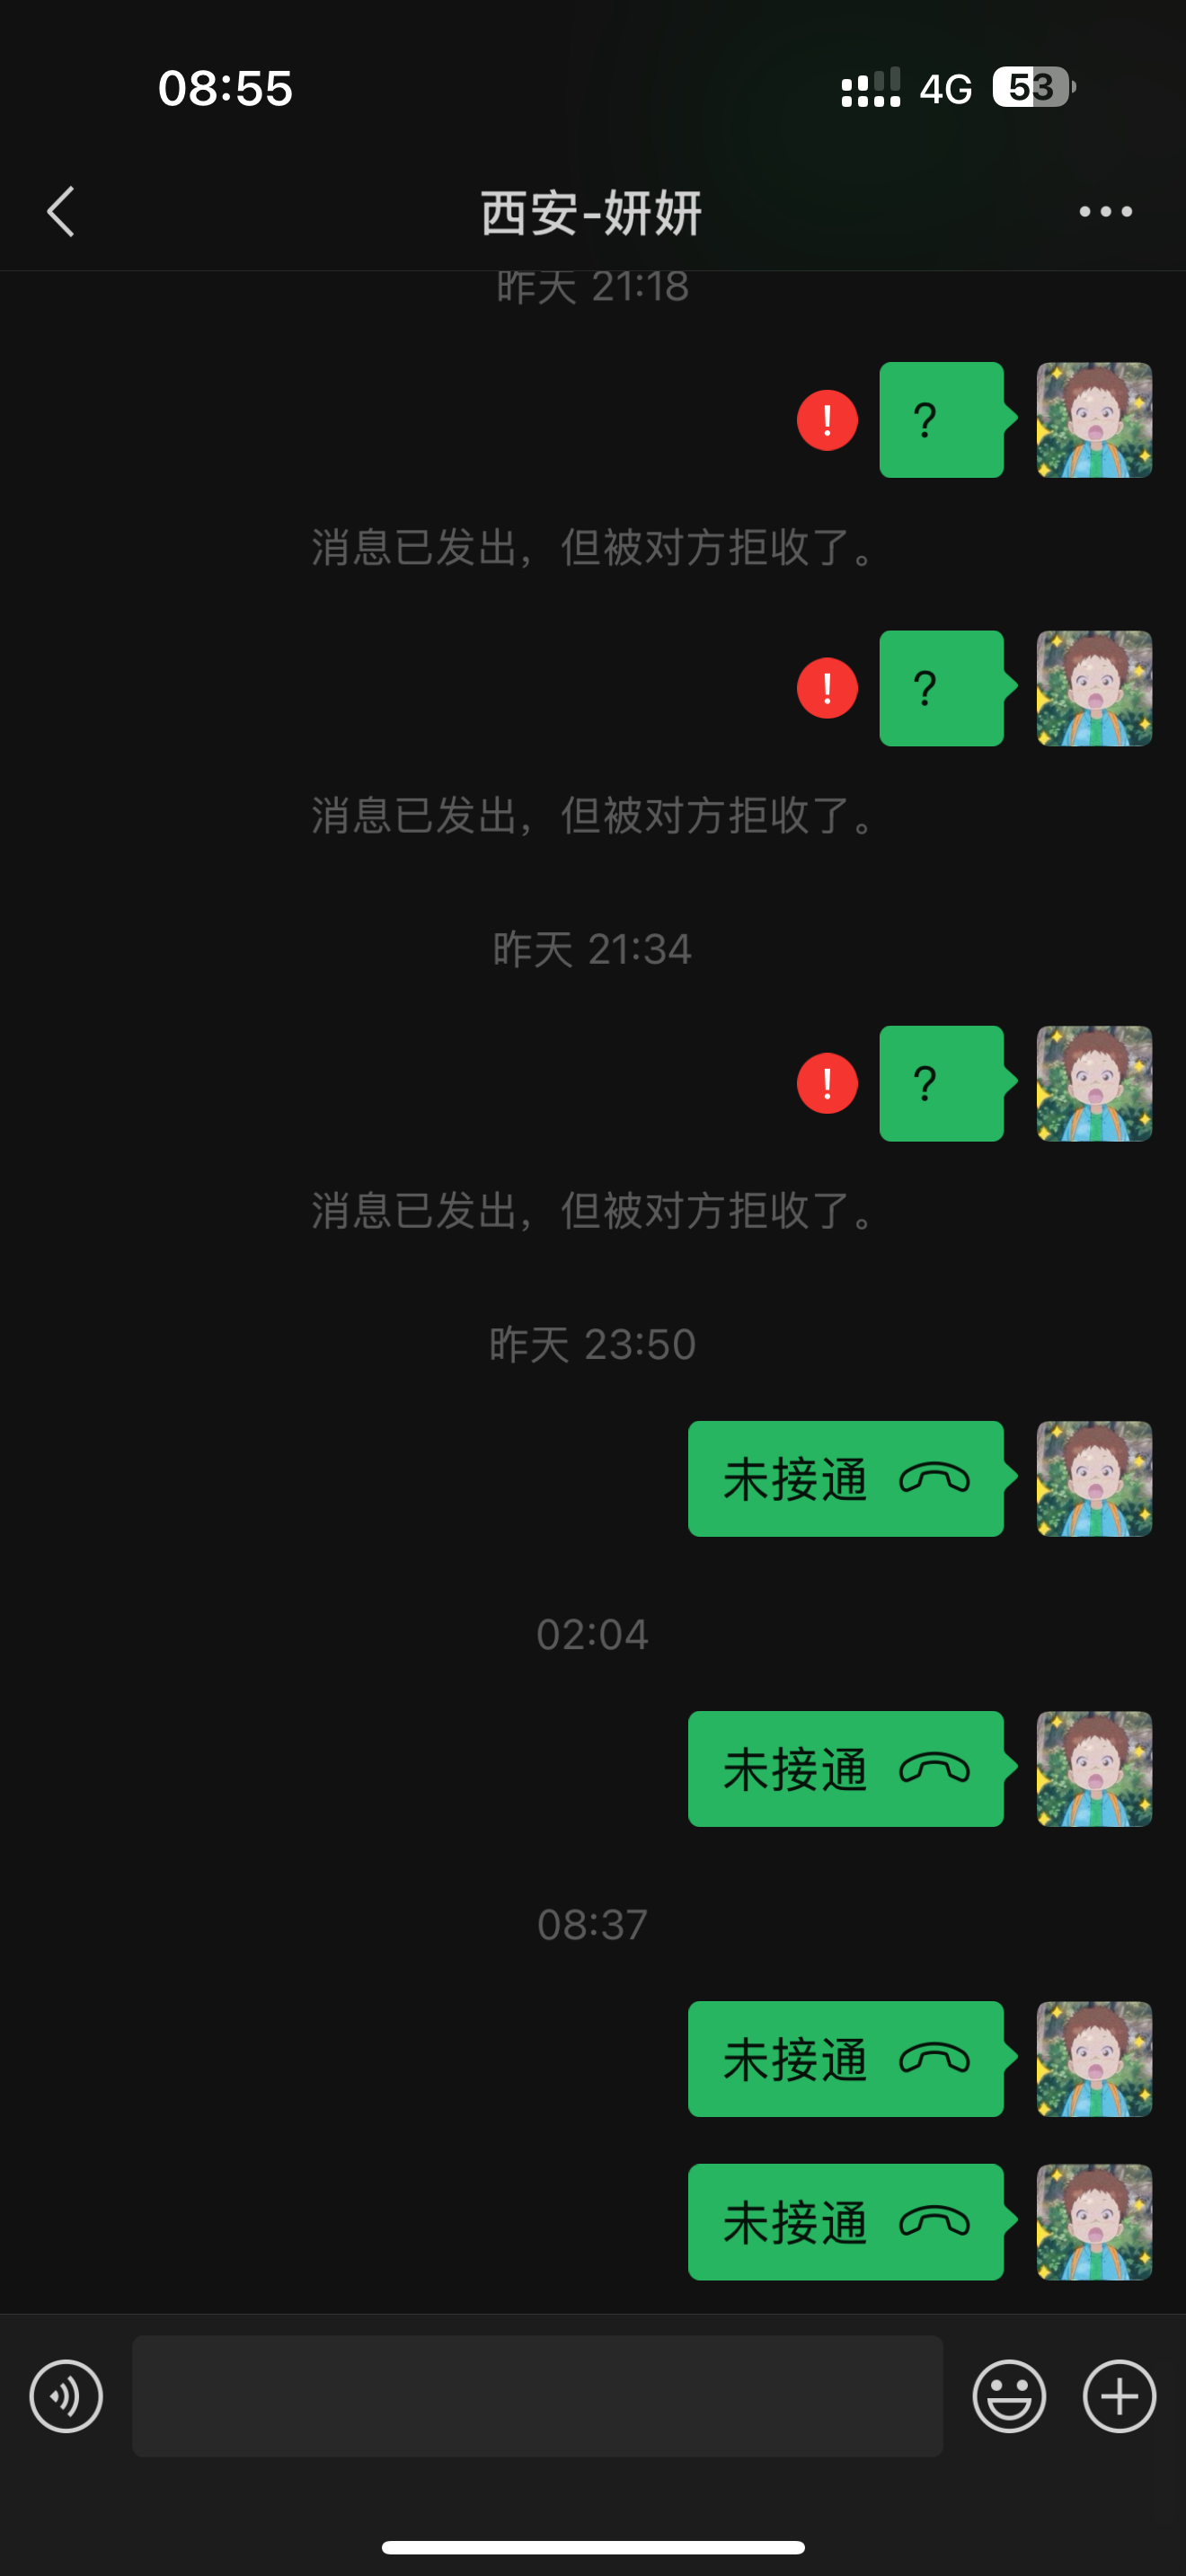 08:55
4G 53
西安-妍妍
昨天 21:18
?
消息已发出，但被对方拒收了。
?
消息已发出，但被对方拒收了。
昨天 21:34
?
消息已发出，但被对方拒收了。
昨天 23:50
未接通
02:04
未接通
08:37
未接通
未接通